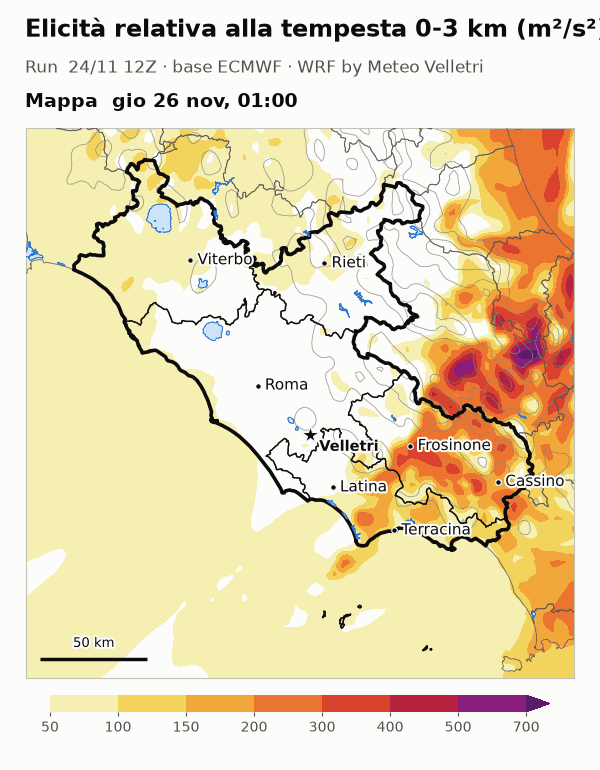 Elicità relativa alla tempesta 0-3 km (m²/s²)
Run 24/11 12Z · base ECMWF · WRF by Meteo Velletri
Mappa gio 26 nov, 01:00
Viterbo
Rieti
Roma
Velletri
Frosinone
Latina
Cassino
Terracina
50 km
50 100 150 200 300 400 500 700